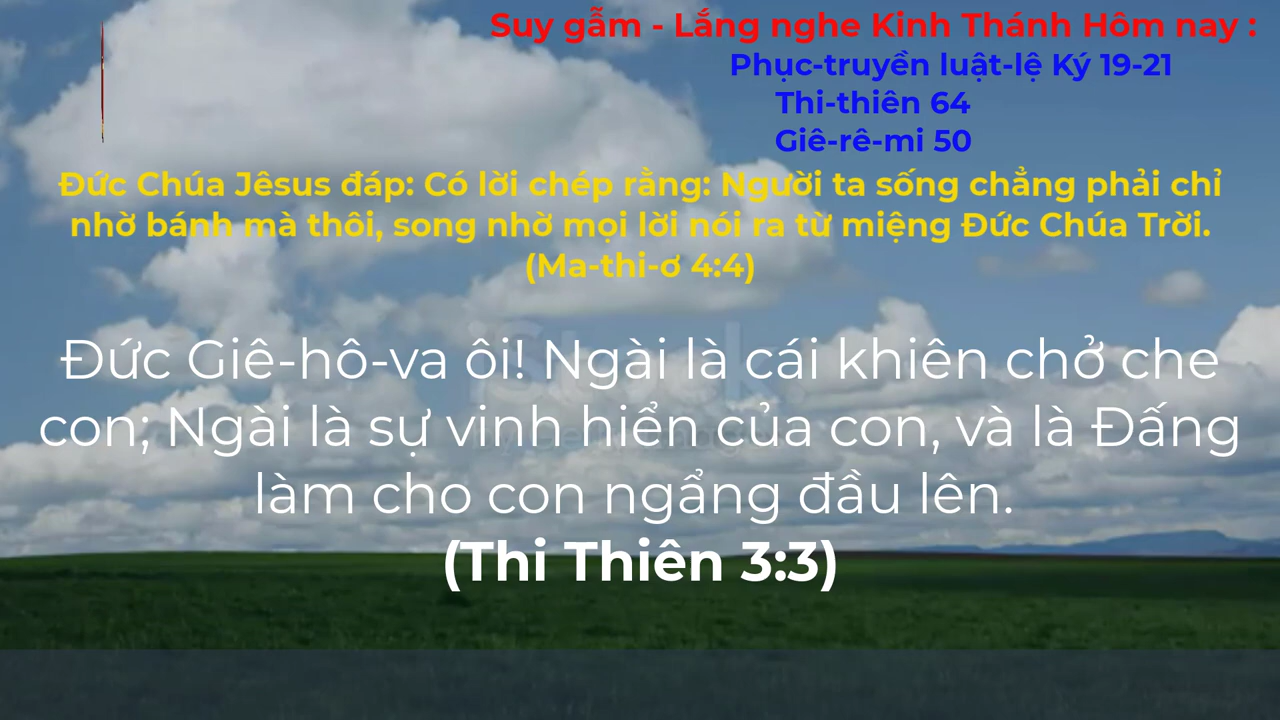 Suy gẫm - Lắng nghe Kinh Thánh Hôm nay :
Phục-truyền luật-lệ Ký 19-21
Thi-thiên 64
Giê-rê-mi 50
Đức Chúa Jêsus đáp: Có lời chép rằng: Người ta sống chẳng phải chỉ
nhờ bánh mà thôi, song nhờ mọi lời nói ra từ miệng Đức Chúa Trời.
(Ma-thi-ơ 4:4)
Đức Giê-hô-va ôi! Ngài là cái khiên chở che
con; Ngài là sự vinh hiển của con, và là Đấng
làm cho con ngẩng đầu lên.
(Thi Thiên 3:3)